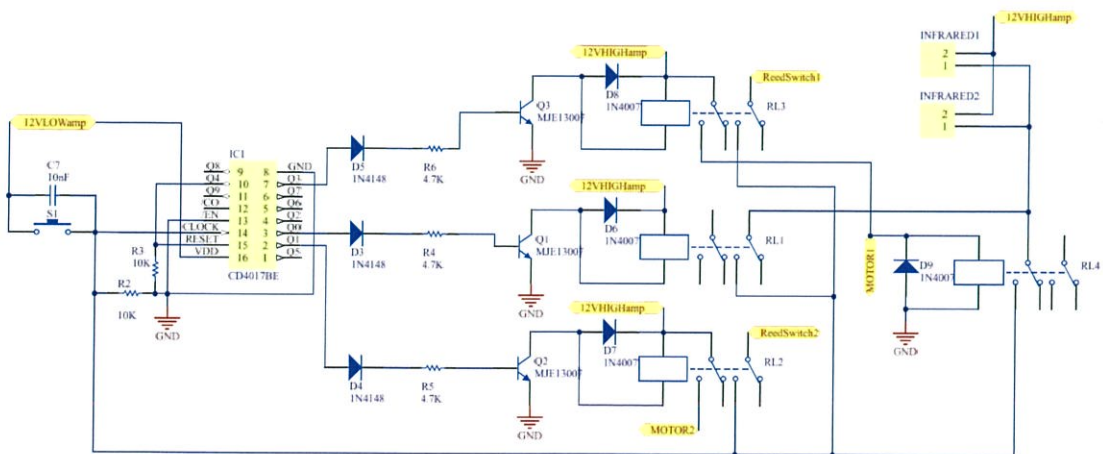 12VHIGHamp
12VHIGHamp
ReedSwitch1
INFRARED1
2
1
INFRARED2
2
1
D8
1N4007
RL3
Q3
MJE13007
GND
12VLOWamp
C7
10nF
S1
IC1
Q8 9 8 GND
Q4 10 7 Q3
Q9 11 6 Q7
CO 12 5 Q6
/EN 13 4 Q2
CLOCK 14 3 Q0
RESET 15 2 Q1
VDD 16 1 Q5
CD4017BE
R3
10K
R2
10K
GND
D5
1N4148
R6
4.7K
12VHIGHamp
D6
1N4007
RL1
Q1
MJE13007
GND
D3
1N4148
R4
4.7K
MOTOR1
D9
1N4007
RL4
GND
12VHIGHamp
ReedSwitch2
D7
1N4007
RL2
Q2
MJE13007
GND
D4
1N4148
R5
4.7K
MOTOR2